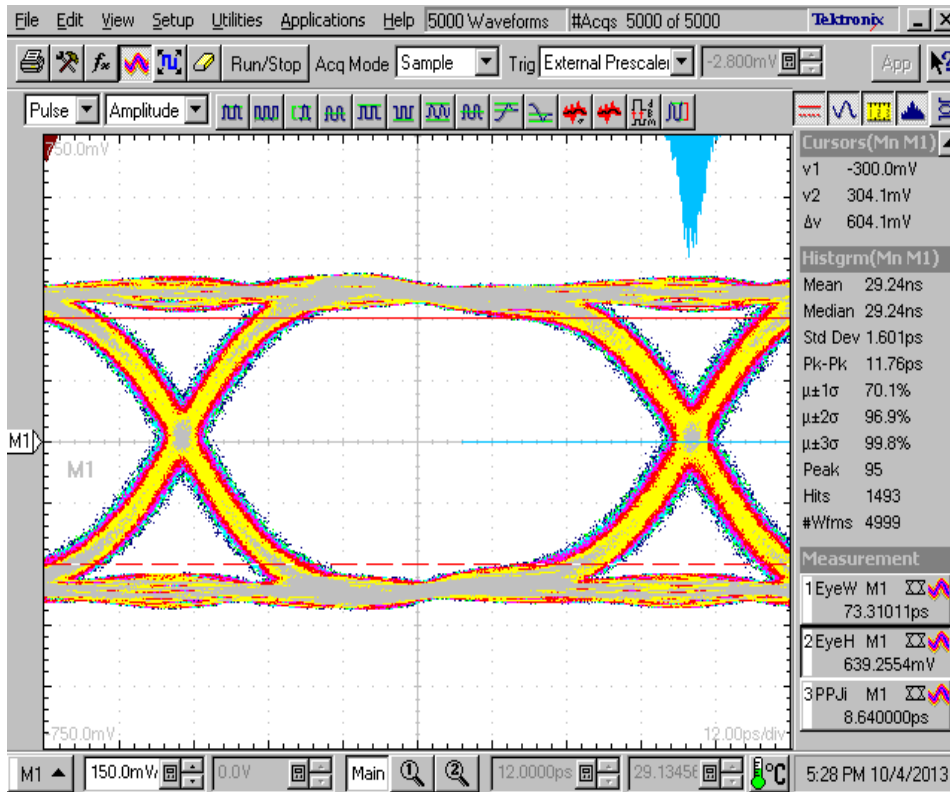 File Edit View Setup Utilities Applications Help 5000 Waveforms #Acqs 5000 of 5000 Tektronix
Run/Stop Acq Mode Sample Trig External Prescaler -2.800mV App
Pulse Amplitude
750.0mV
Cursors(Mn M1)
v1 -300.0mV
v2 304.1mV
Δv 604.1mV
Histgrm(Mn M1)
Mean 29.24ns
Median 29.24ns
Std Dev 1.601ps
Pk-Pk 11.76ps
µ±1σ 70.1%
µ±2σ 96.9%
µ±3σ 99.8%
Peak 95
Hits 1493
#Wfms 4999
M1
M1
Measurement
1EyeW M1
73.31011ps
2EyeH M1
639.2554mV
3PPJi M1
8.640000ps
-750.0mV 12.00ps/div
M1 150.0mV/ 0.0V Main 1 2 12.0000ps 29.13456 °C 5:28 PM 10/4/2013